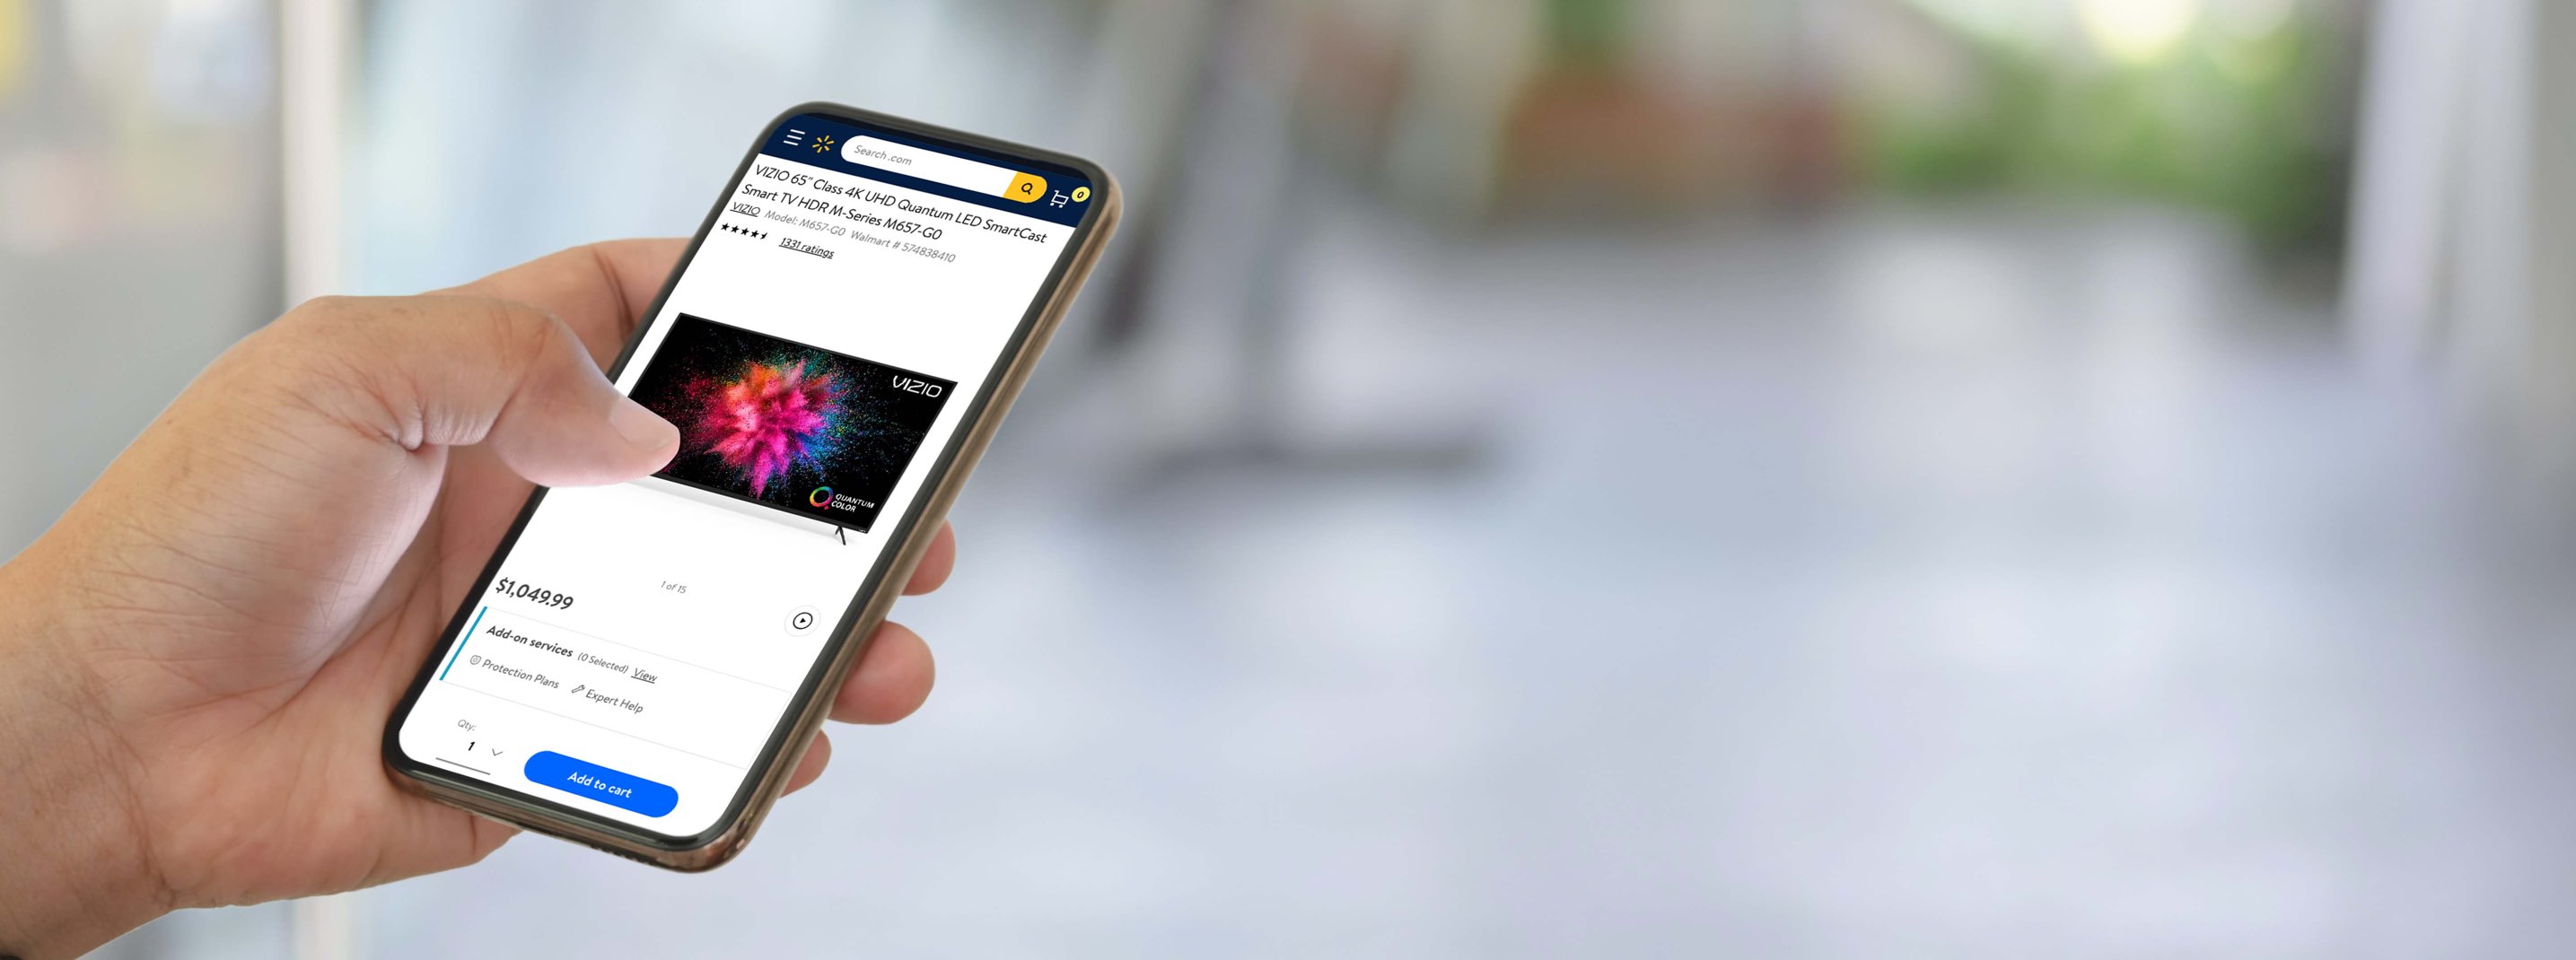 Search .com
0
VIZIO 65" Class 4K UHD Quantum LED SmartCast
Smart TV HDR M-Series M657-G0
VIZIO Model: M657-G0 Walmart # 574838410
1331 ratings
VIZIO
QUANTUM
COLOR
1 of 15
$1,049.99
Add-on services (0 Selected) View
Protection Plans Expert Help
Qty:
1
Add to cart